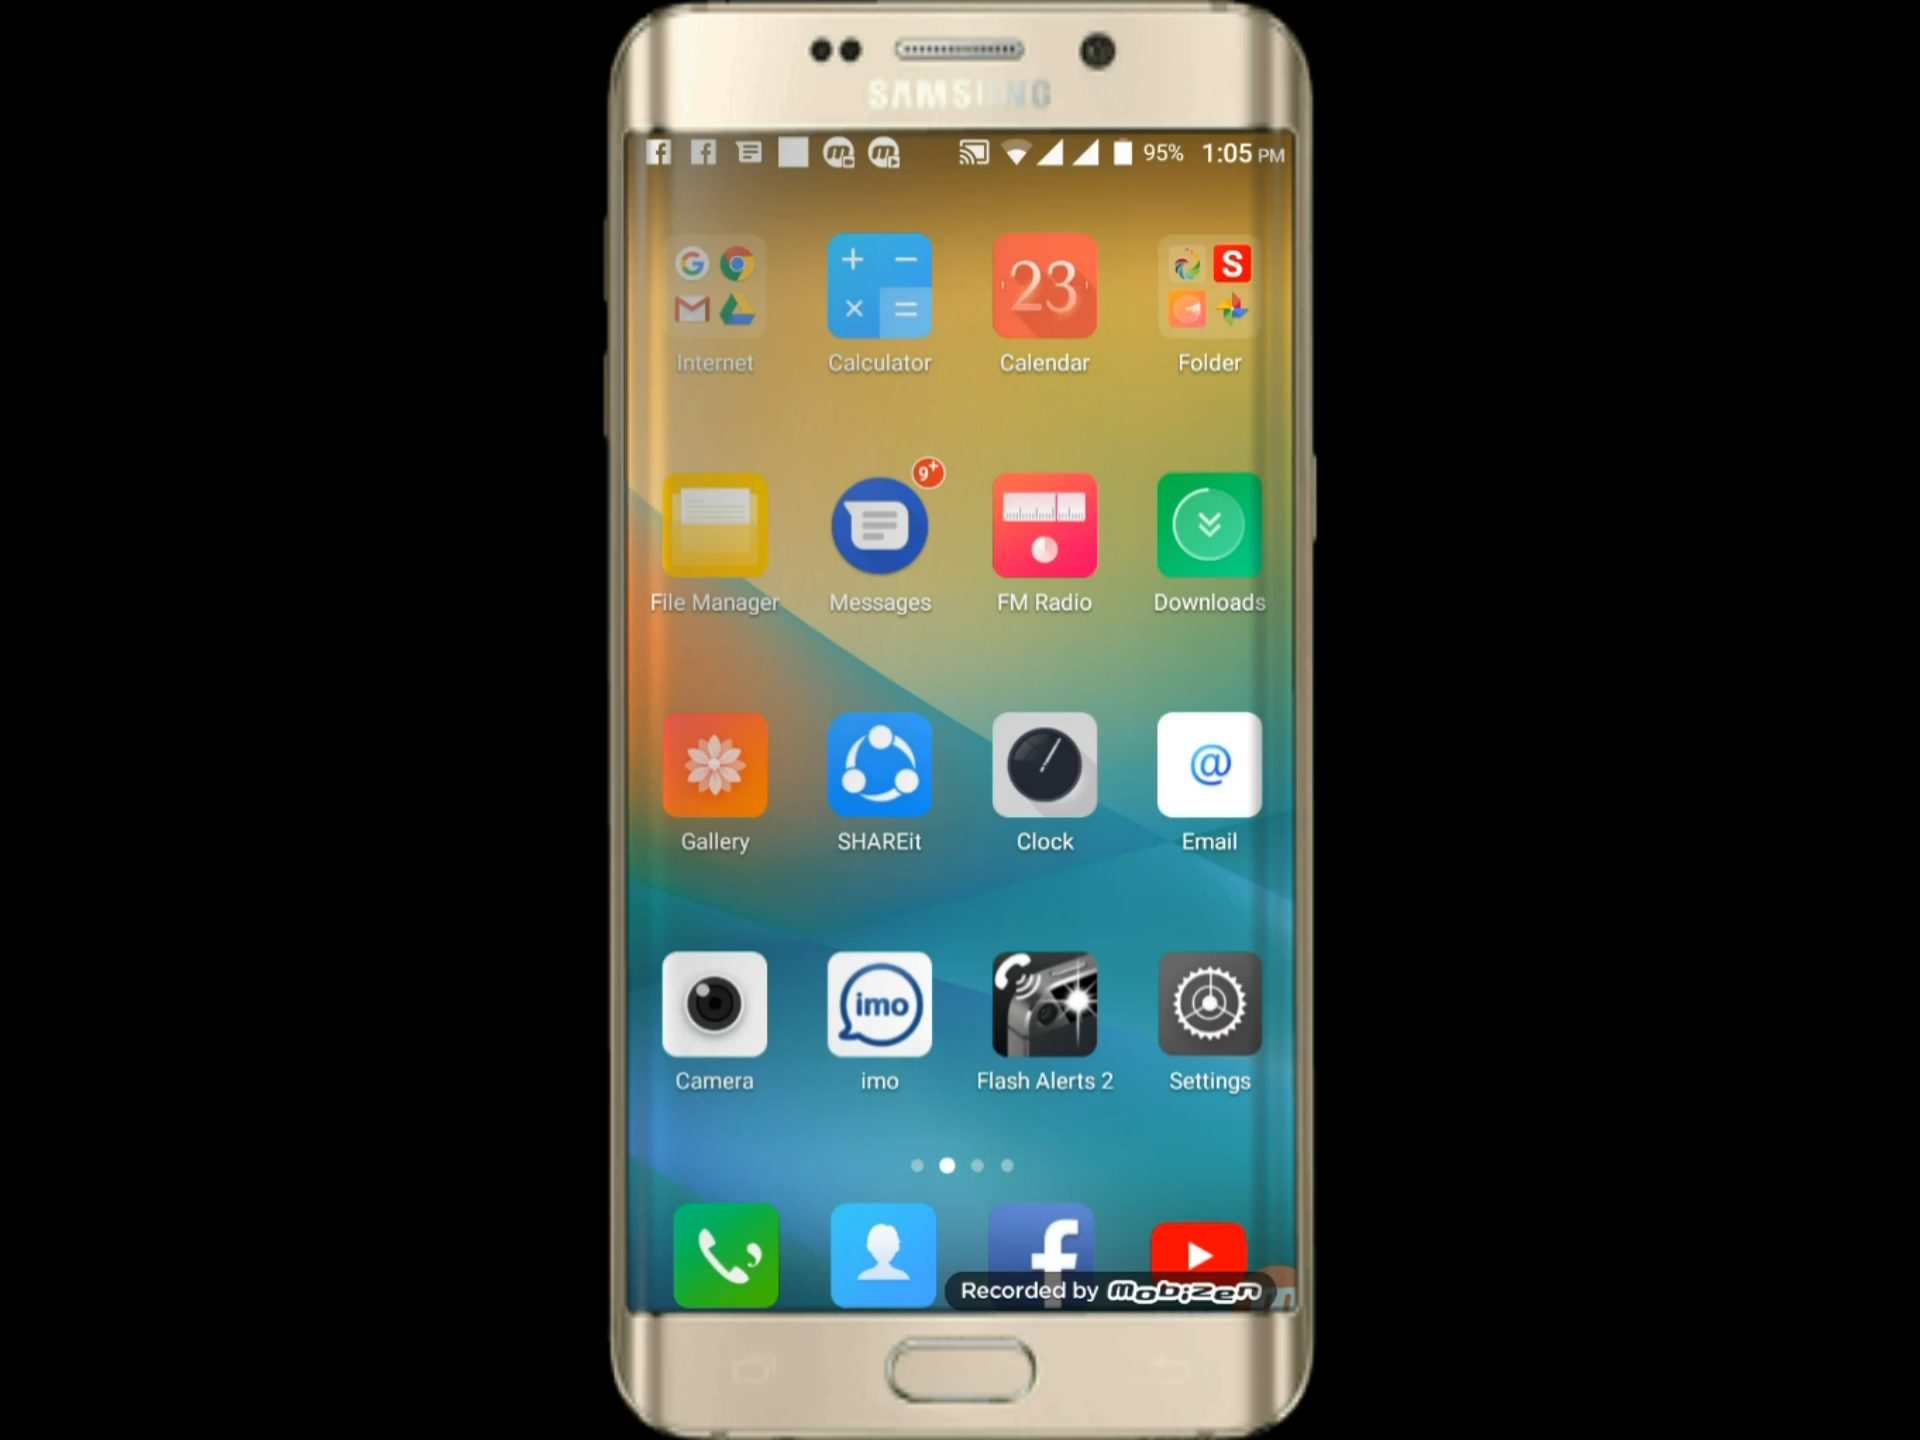 SAMSUNG
95% 1:05 PM
+ −
× =
23
S
Internet Calculator Calendar Folder
9+
File Manager Messages FM Radio Downloads
@
Gallery SHAREit Clock Email
imo
Camera imo Flash Alerts 2 Settings
Recorded by mobizen